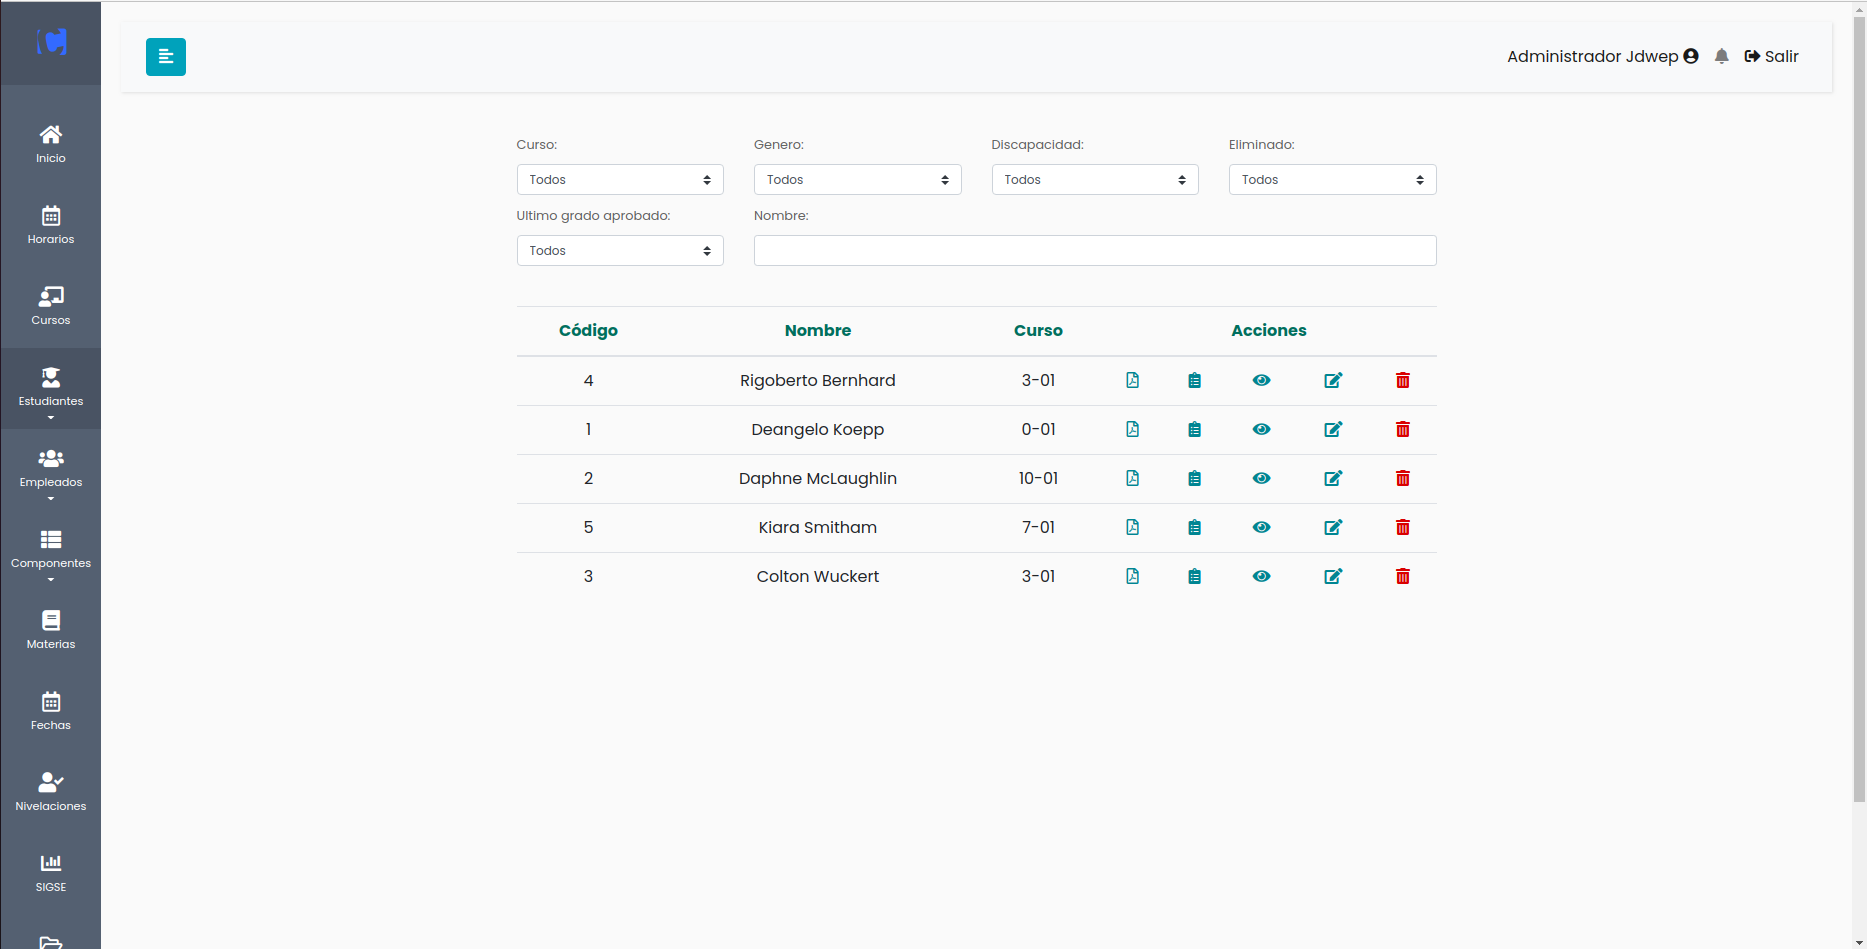 Administrador Jdwep
Salir
Inicio
Horarios
Cursos
Estudiantes
Empleados
Componentes
Materias
Fechas
Nivelaciones
SIGSE
Curso: Genero: Discapacidad: Eliminado:
Todos Todos Todos Todos
Ultimo grado aprobado: Nombre:
Todos
Código Nombre Curso Acciones
4 Rigoberto Bernhard 3-01
1 Deangelo Koepp 0-01
2 Daphne McLaughlin 10-01
5 Kiara Smitham 7-01
3 Colton Wuckert 3-01